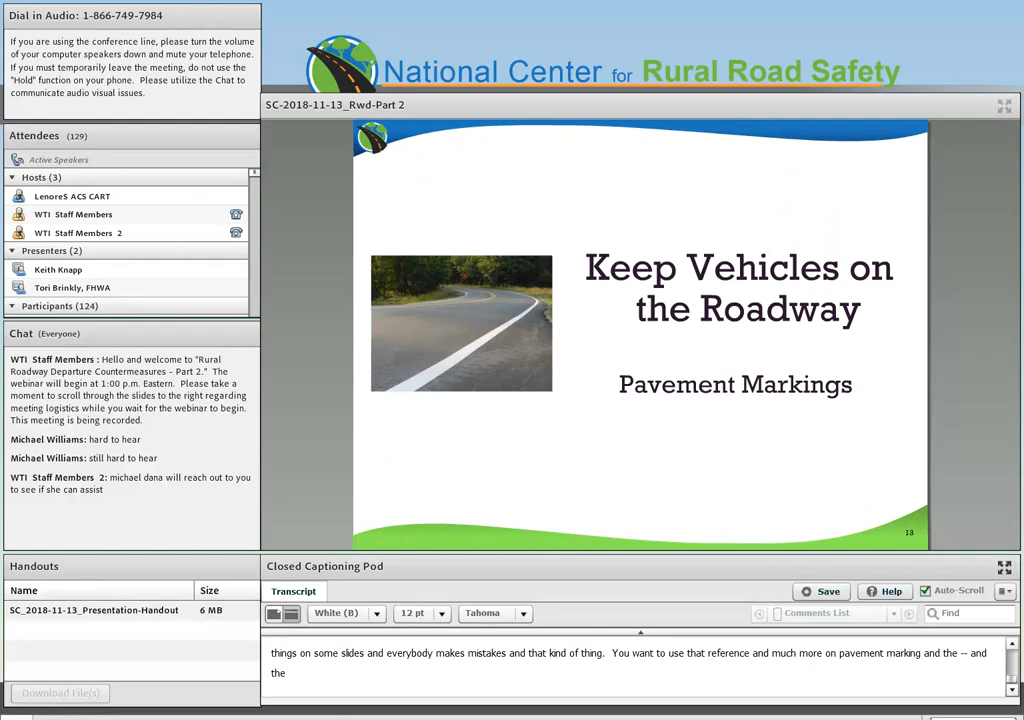 Dial in Audio: 1-866-749-7984
If you are using the conference line, please turn the volume
of your computer speakers down and mute your telephone.
If you must temporarily leave the meeting, do not use the
"Hold" function on your phone.  Please utilize the Chat to
communicate audio visual issues.
National Center for Rural Road Safety
SC-2018-11-13_Rwd-Part 2
Attendees (129)
Active Speakers
Hosts (3)
LenoreS ACS CART
WTI Staff Members
WTI Staff Members 2
Presenters (2)
Keith Knapp
Tori Brinkly, FHWA
Participants (124)
Keep Vehicles on
the Roadway
Pavement Markings
13
Chat (Everyone)
WTI Staff Members : Hello and welcome to "Rural
Roadway Departure Countermeasures - Part 2."  The
webinar will begin at 1:00 p.m. Eastern.  Please take a
moment to scroll through the slides to the right regarding
meeting logistics while you wait for the webinar to begin.
This meeting is being recorded.
Michael Williams: hard to hear
Michael Williams: still hard to hear
WTI Staff Members 2: michael dana will reach out to you
to see if she can assist
Handouts
Name Size
SC_2018-11-13_Presentation-Handout 6 MB
Download File(s)
Closed Captioning Pod
Transcript Save Help Auto-Scroll
White (B) 12 pt Tahoma Comments List Find
things on some slides and everybody makes mistakes and that kind of thing.  You want to use that reference and much more on pavement marking and the -- and
the